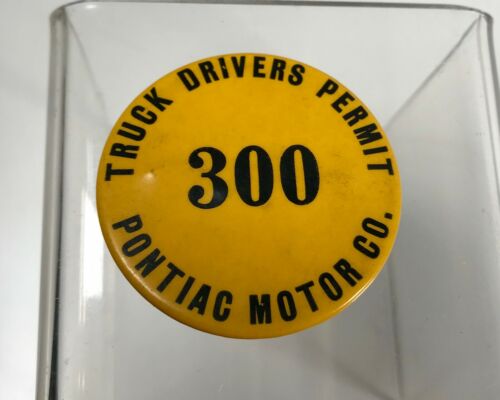 TRUCK DRIVERS PERMIT
300
PONTIAC MOTOR CO.